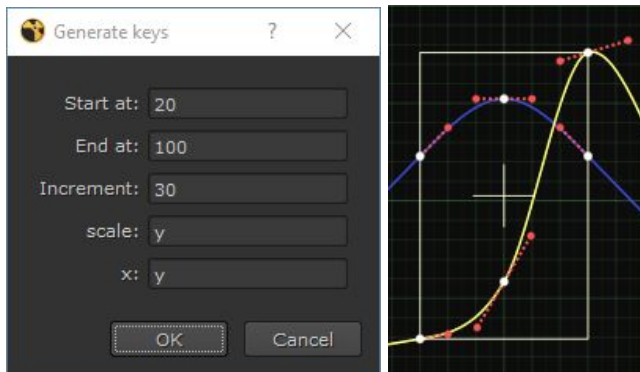 Generate keys
Start at: 20
End at: 100
Increment: 30
scale: y
x: y
OK Cancel